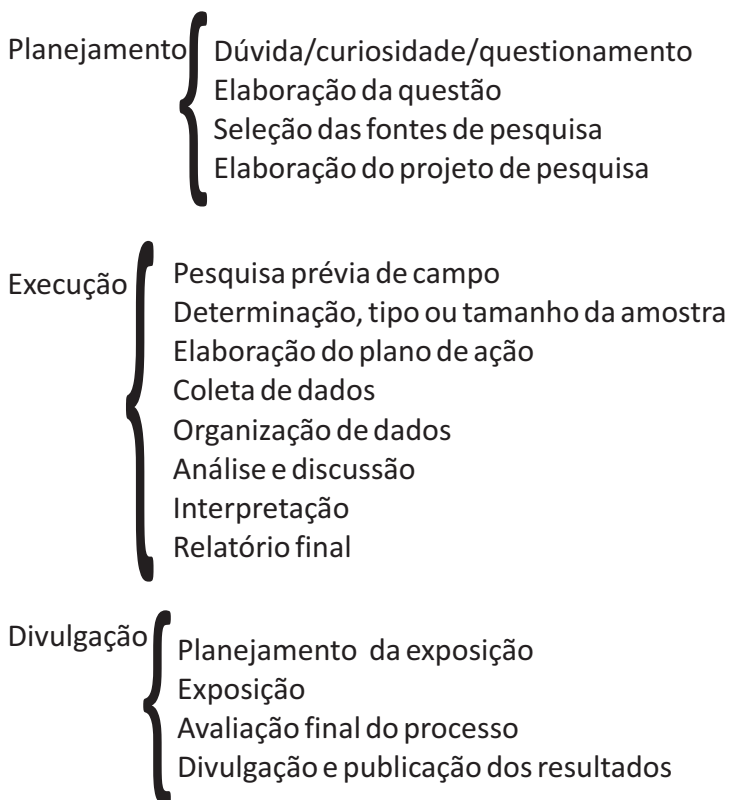 Planejamento
Dúvida/curiosidade/questionamento
Elaboração da questão
Seleção das fontes de pesquisa
Elaboração do projeto de pesquisa
Execução
Pesquisa prévia de campo
Determinação, tipo ou tamanho da amostra
Elaboração do plano de ação
Coleta de dados
Organização de dados
Análise e discussão
Interpretação
Relatório final
Divulgação
Planejamento da exposição
Exposição
Avaliação final do processo
Divulgação e publicação dos resultados